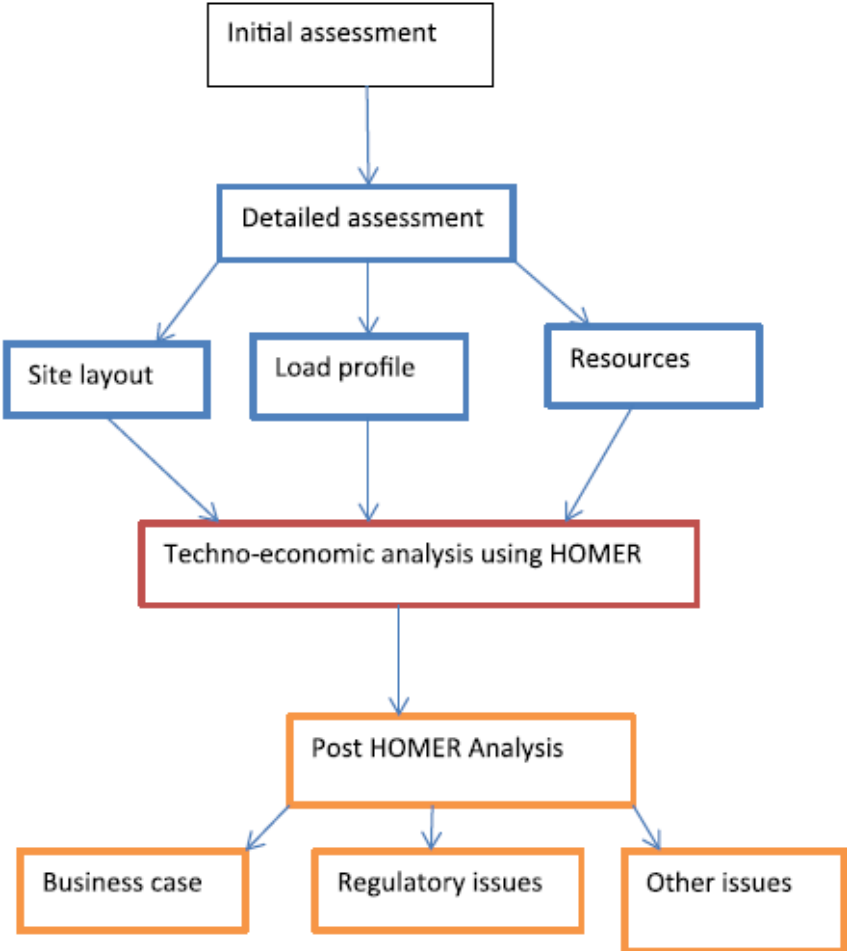 Initial assessment
Detailed assessment
Site layout
Load profile
Resources
Techno-economic analysis using HOMER
Post HOMER Analysis
Business case
Regulatory issues
Other issues